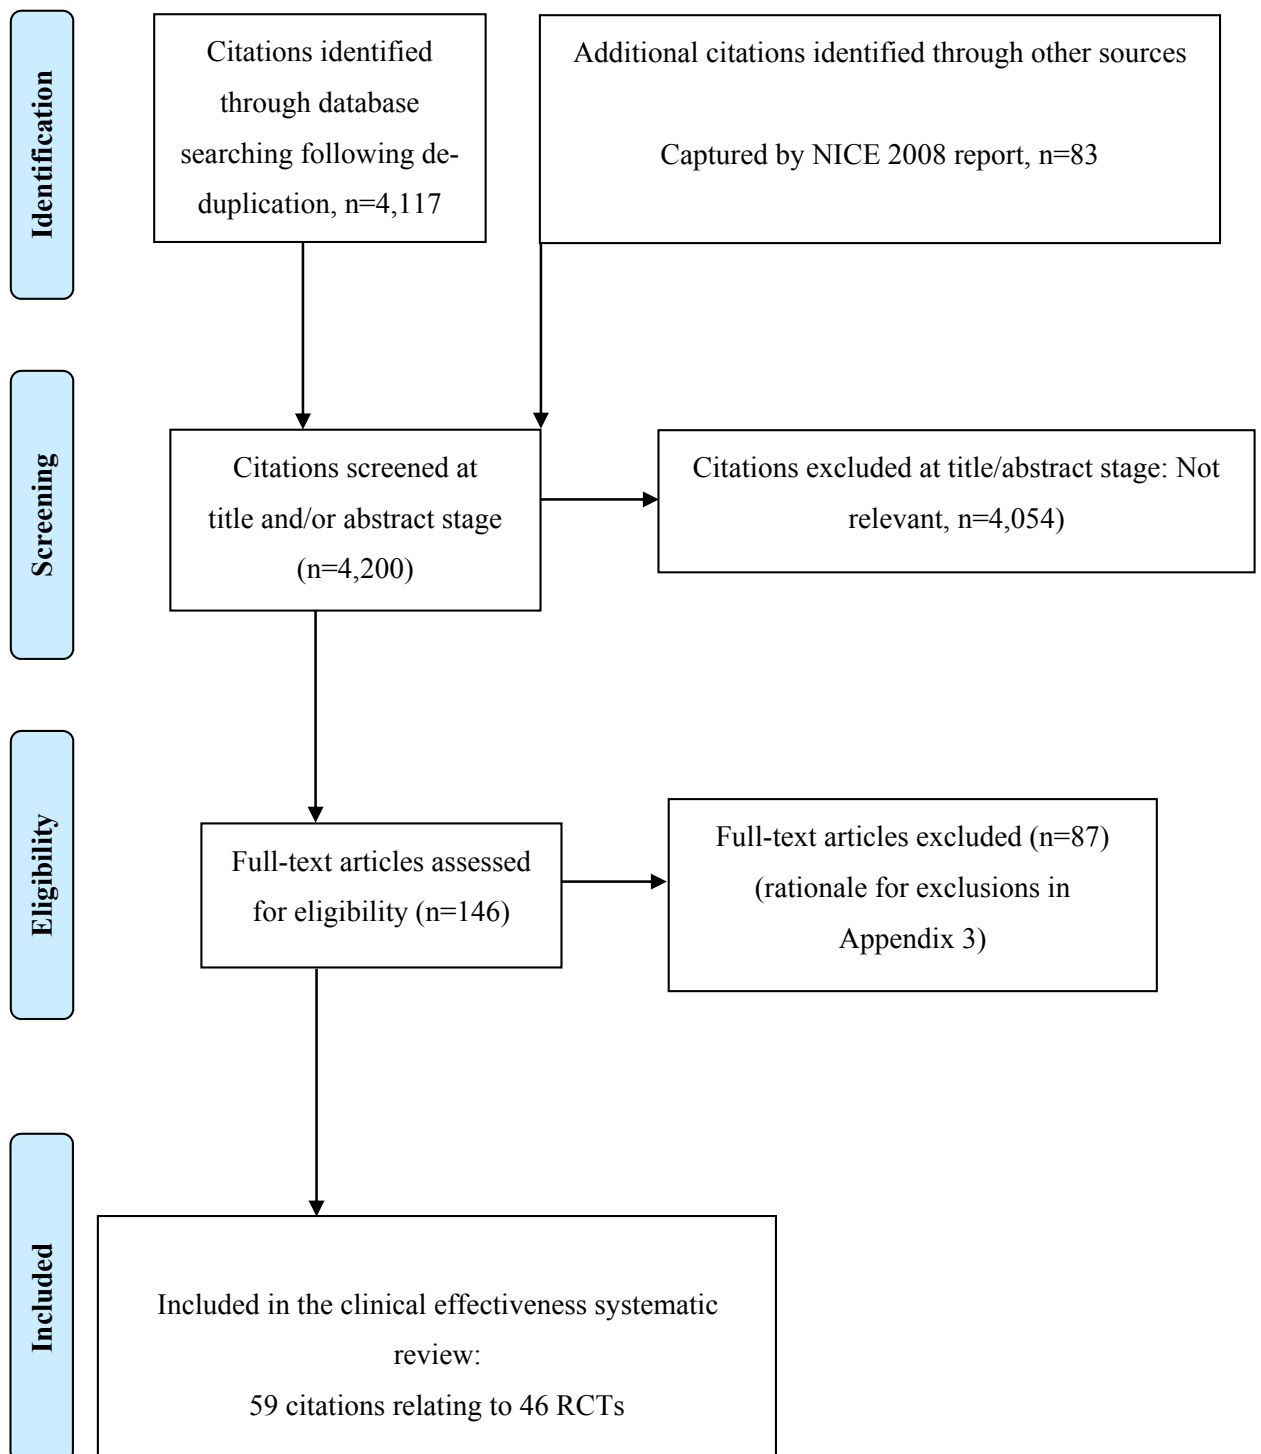 Identification
Citations identified
through database
searching following de-
duplication, n=4,117
Additional citations identified through other sources
Captured by NICE 2008 report, n=83
Screening
Citations screened at
title and/or abstract stage
(n=4,200)
Citations excluded at title/abstract stage: Not
relevant, n=4,054)
Eligibility
Full-text articles assessed
for eligibility (n=146)
Full-text articles excluded (n=87)
(rationale for exclusions in
Appendix 3)
Included
Included in the clinical effectiveness systematic
review:
59 citations relating to 46 RCTs